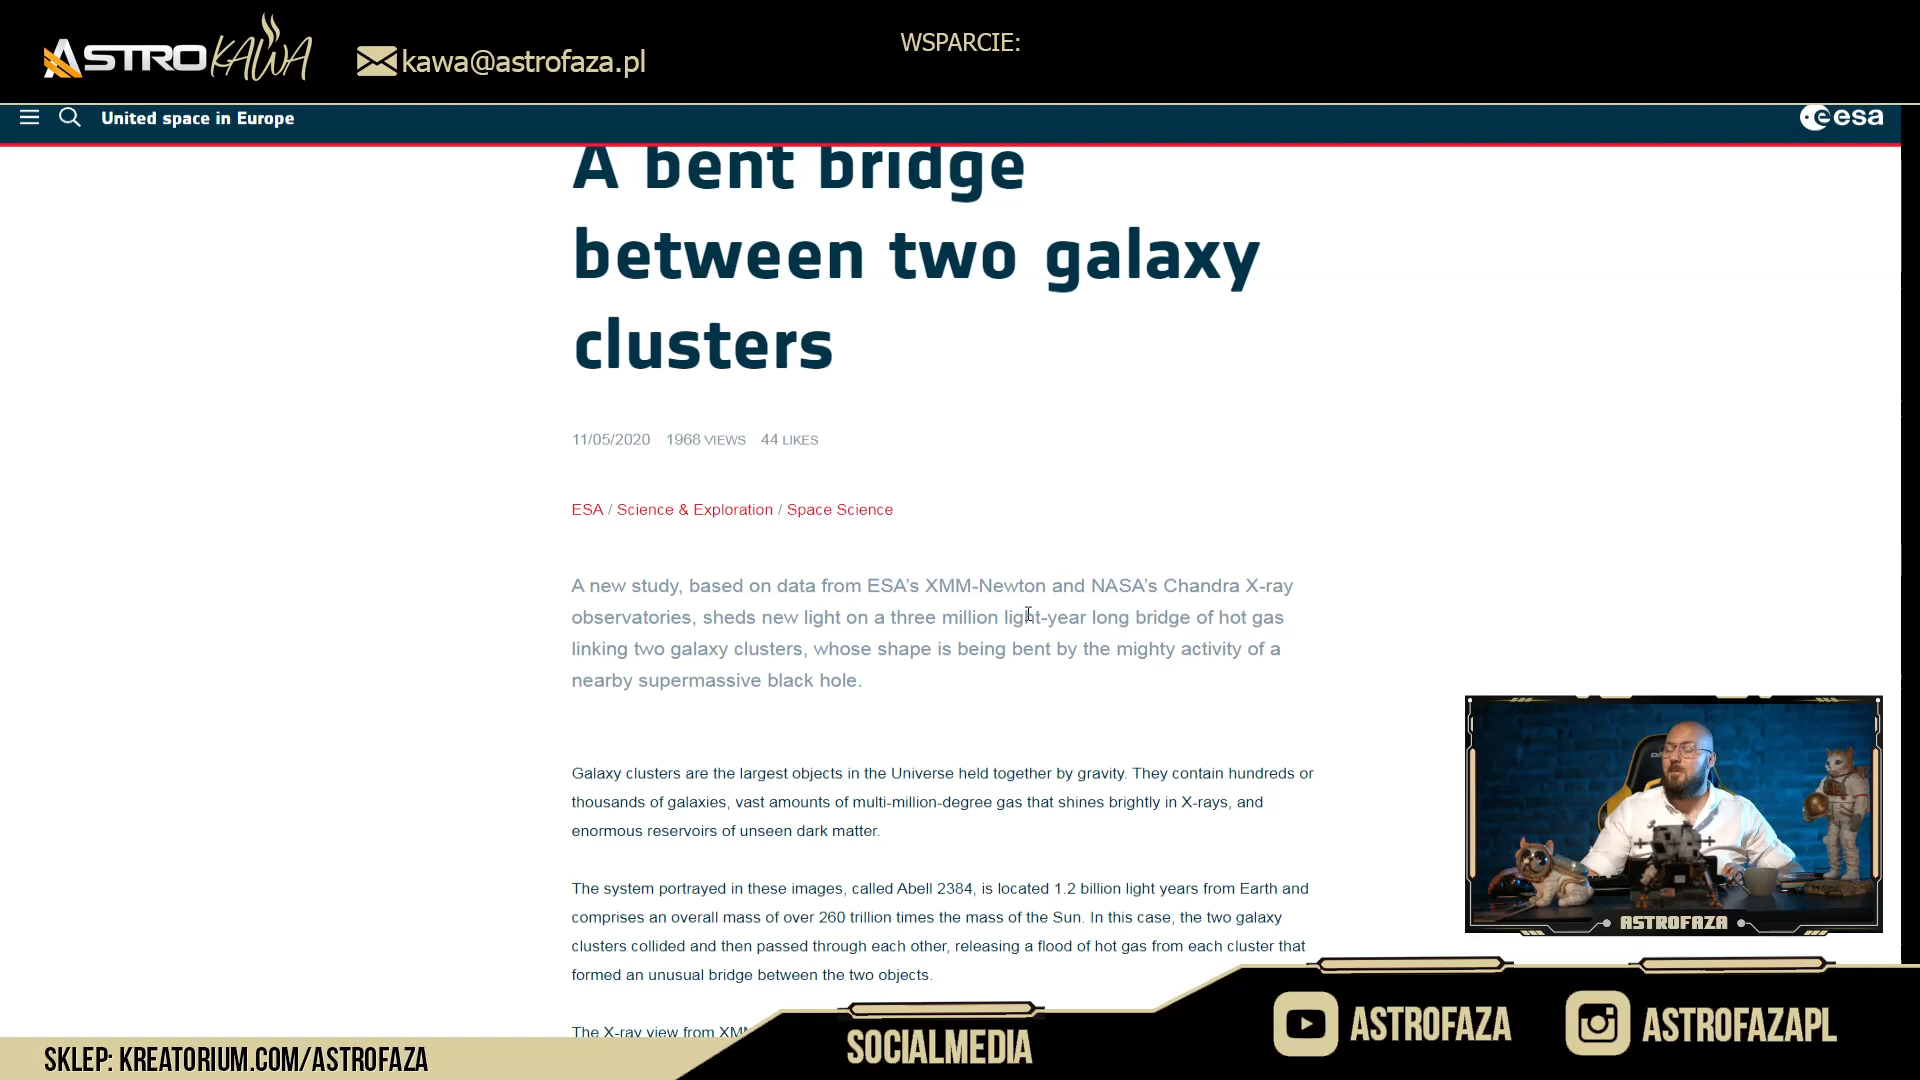 ASTRO KAWA
kawa@astrofaza.pl
WSPARCIE:
United space in Europe
esa
A bent bridge
between two galaxy
clusters
11/05/2020 1968 VIEWS 44 LIKES
ESA / Science & Exploration / Space Science
A new study, based on data from ESA's XMM-Newton and NASA's Chandra X-ray
observatories, sheds new light on a three million light-year long bridge of hot gas
linking two galaxy clusters, whose shape is being bent by the mighty activity of a
nearby supermassive black hole.
Galaxy clusters are the largest objects in the Universe held together by gravity. They contain hundreds or
thousands of galaxies, vast amounts of multi-million-degree gas that shines brightly in X-rays, and
enormous reservoirs of unseen dark matter.
The system portrayed in these images, called Abell 2384, is located 1.2 billion light years from Earth and
comprises an overall mass of over 260 trillion times the mass of the Sun. In this case, the two galaxy
clusters collided and then passed through each other, releasing a flood of hot gas from each cluster that
formed an unusual bridge between the two objects.
The X-ray view from XMM
ASTROFAZA
SOCIALMEDIA
ASTROFAZA
ASTROFAZAPL
SKLEP: KREATORIUM.COM/ASTROFAZA